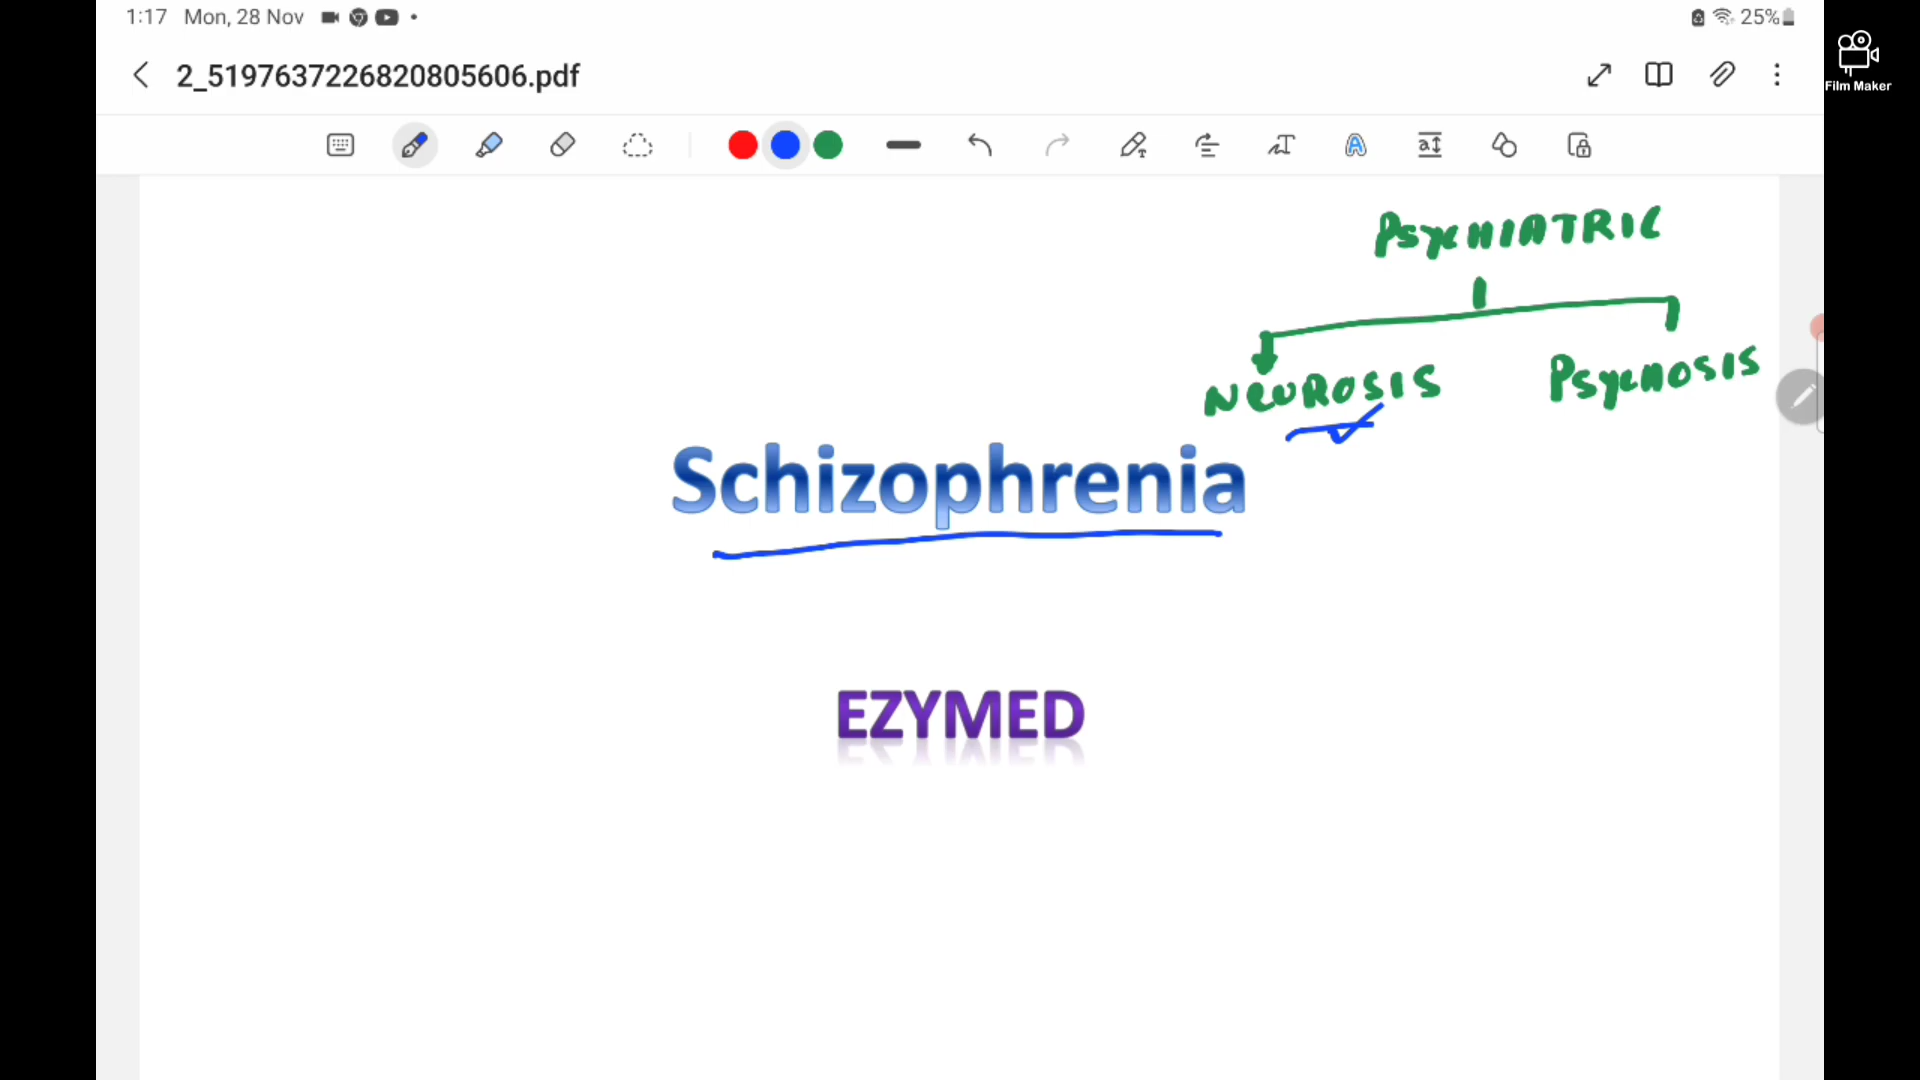 1:17 Mon, 28 Nov 25%
Film Maker
2_5197637226820805606.pdf
PSYCHIATRIC
NEUROSIS PSYCHOSIS
Schizophrenia
EZYMED